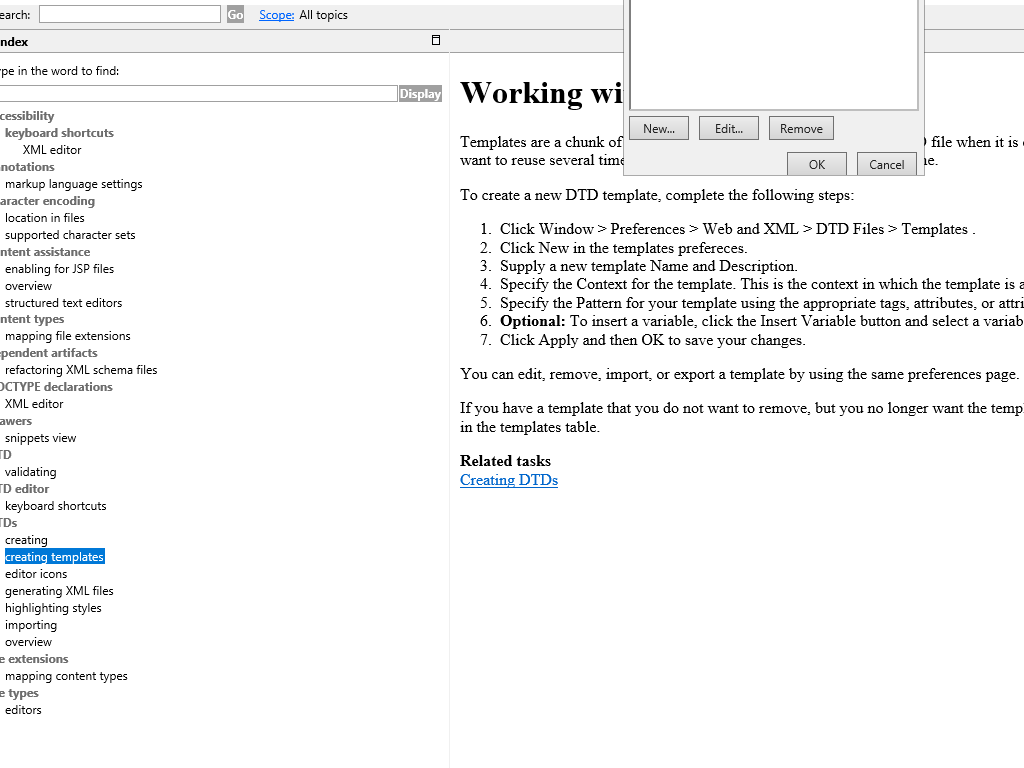 earch: Go Scope: All topics
ndex
ype in the word to find:
Display
cessibility
keyboard shortcuts
XML editor
notations
markup language settings
aracter encoding
location in files
supported character sets
ntent assistance
enabling for JSP files
overview
structured text editors
ntent types
mapping file extensions
ependent artifacts
refactoring XML schema files
OCTYPE declarations
XML editor
awers
snippets view
TD
validating
TD editor
keyboard shortcuts
TDs
creating
creating templates
editor icons
generating XML files
highlighting styles
importing
overview
e extensions
mapping content types
e types
editors
Working wi
Templates are a chunk of
file when it is
want to reuse several time
e.
New... Edit... Remove
OK Cancel
To create a new DTD template, complete the following steps:
1. Click Window > Preferences > Web and XML > DTD Files > Templates .
2. Click New in the templates prefereces.
3. Supply a new template Name and Description.
4. Specify the Context for the template. This is the context in which the template is a
5. Specify the Pattern for your template using the appropriate tags, attributes, or attri
6. Optional: To insert a variable, click the Insert Variable button and select a variab
7. Click Apply and then OK to save your changes.
You can edit, remove, import, or export a template by using the same preferences page.
If you have a template that you do not want to remove, but you no longer want the templ
in the templates table.
Related tasks
Creating DTDs